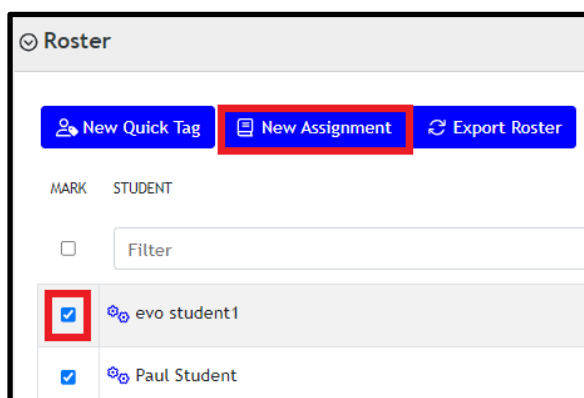 Roster
New Quick Tag New Assignment Export Roster
MARK STUDENT
Filter
evo student1
Paul Student